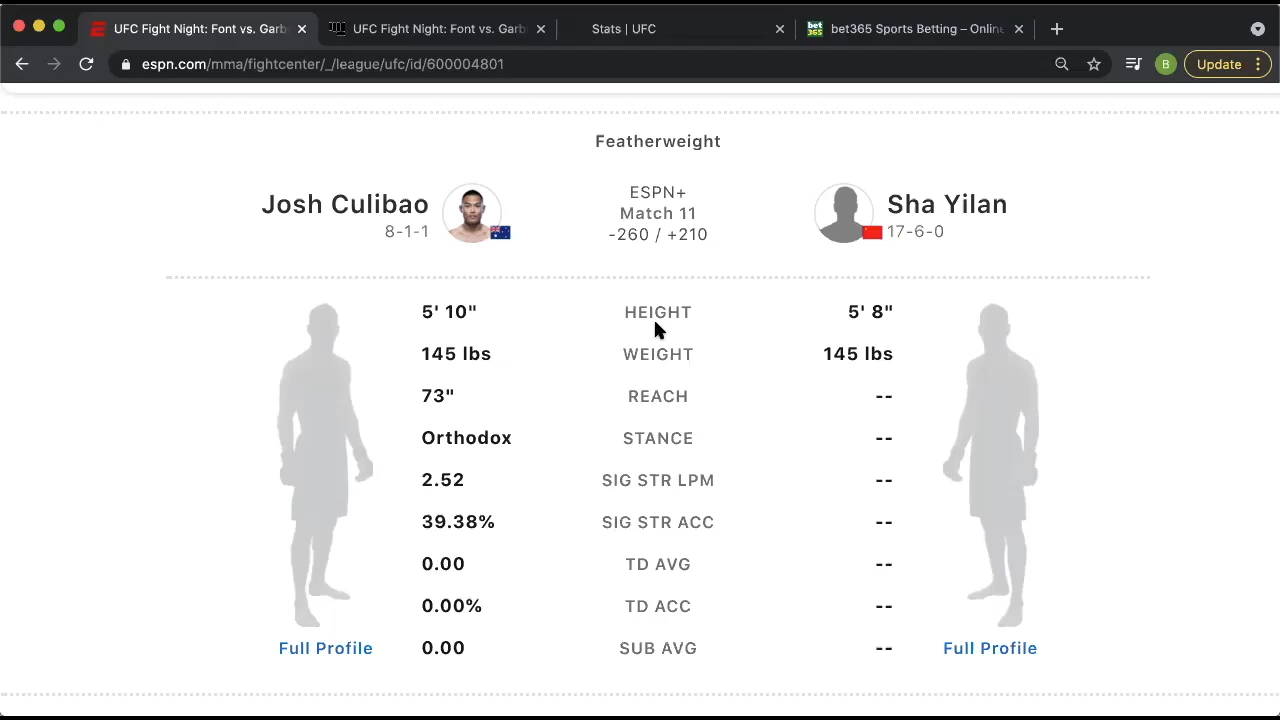 UFC Fight Night: Font vs. Garb
UFC Fight Night: Font vs. Garb
Stats | UFC
bet365
bet365 Sports Betting – Online
espn.com/mma/fightcenter/_/league/ufc/id/600004801
B
Update
Featherweight
Josh Culibao
8-1-1
ESPN+
Match 11
-260 / +210
Sha Yilan
17-6-0
5' 10" HEIGHT 5' 8"
145 lbs WEIGHT 145 lbs
73" REACH --
Orthodox STANCE --
2.52 SIG STR LPM --
39.38% SIG STR ACC --
0.00 TD AVG --
0.00% TD ACC --
Full Profile 0.00 SUB AVG -- Full Profile